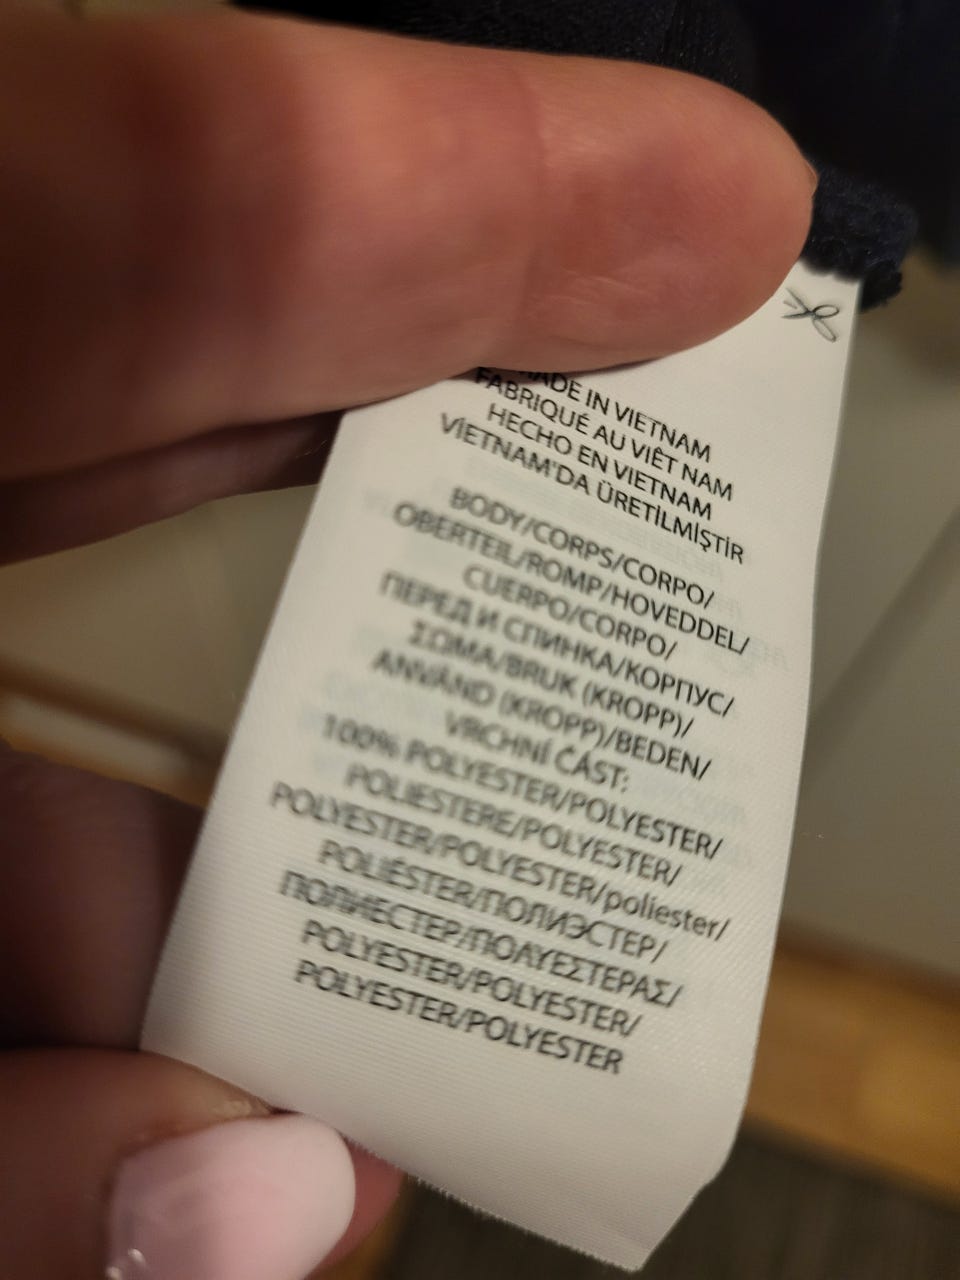 MADE IN VIETNAM
FABRIQUÉ AU VIÊT NAM
HECHO EN VIETNAM
VİETNAM'DA ÜRETİLMİŞTİR
BODY/CORPS/CORPO/
OBERTEIL/ROMP/HOVEDDEL/
CUERPO/CORPO/
ПЕРЕД И СПИНКА/КОРПУС/
ΣΩΜΑ/BRUK (KROPP)/
ANVÄND (KROPP)/BEDEN/
VRCHNÍ ČÁST:
100% POLYESTER/POLYESTER/
POLIESTERE/POLYESTER/
POLYESTER/POLYESTER/poliester/
POLIÉSTER/ПОЛИЭСТЕР/
ПОЛИЕСТЕР/ΠΟΛΥΕΣΤΕΡΑΣ/
POLYESTER/POLYESTER/
POLYESTER/POLYESTER